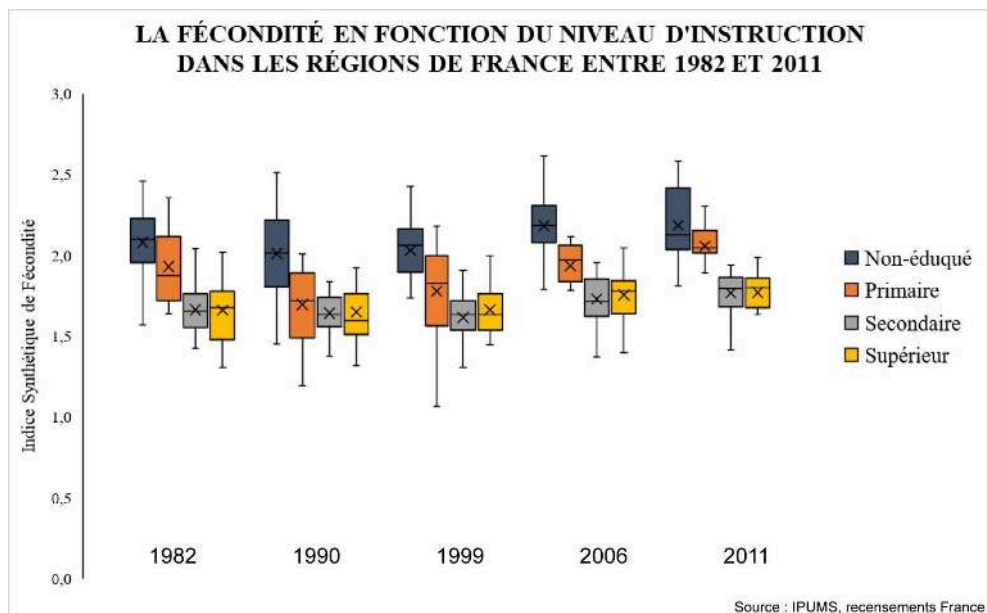 LA FÉCONDITÉ EN FONCTION DU NIVEAU D'INSTRUCTION
DANS LES RÉGIONS DE FRANCE ENTRE 1982 ET 2011
Indice Synthétique de Fécondité
3,0
2,5
2,0
1,5
1,0
0,5
0,0
1982
1990
1999
2006
2011
Non-éduqué
Primaire
Secondaire
Supérieur
Source : IPUMS, recensements France